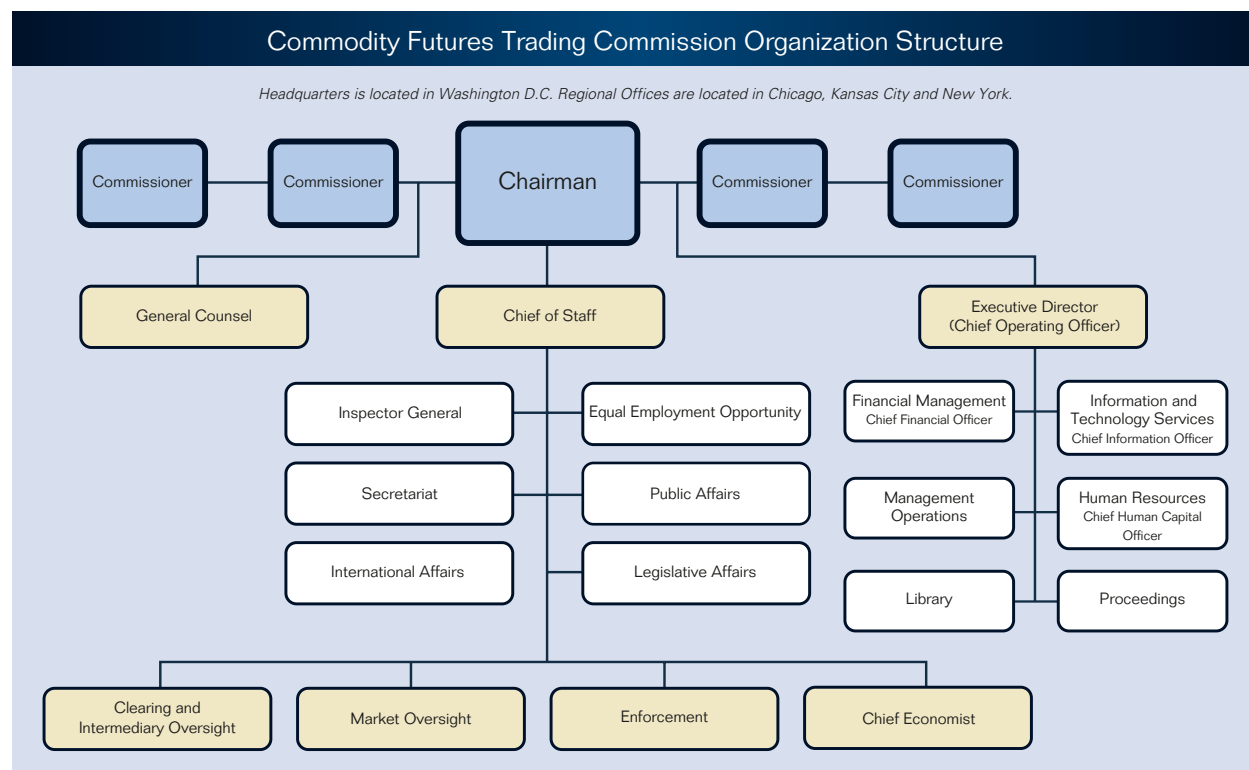 Commodity Futures Trading Commission Organization Structure
Headquarters is located in Washington D.C. Regional Offices are located in Chicago, Kansas City and New York.
Commissioner
Commissioner
Chairman
Commissioner
Commissioner
General Counsel
Chief of Staff
Executive Director
(Chief Operating Officer)
Inspector General
Equal Employment Opportunity
Financial Management
Chief Financial Officer
Information and
Technology Services
Chief Information Officer
Secretariat
Public Affairs
Management
Operations
Human Resources
Chief Human Capital
Officer
International Affairs
Legislative Affairs
Library
Proceedings
Clearing and
Intermediary Oversight
Market Oversight
Enforcement
Chief Economist